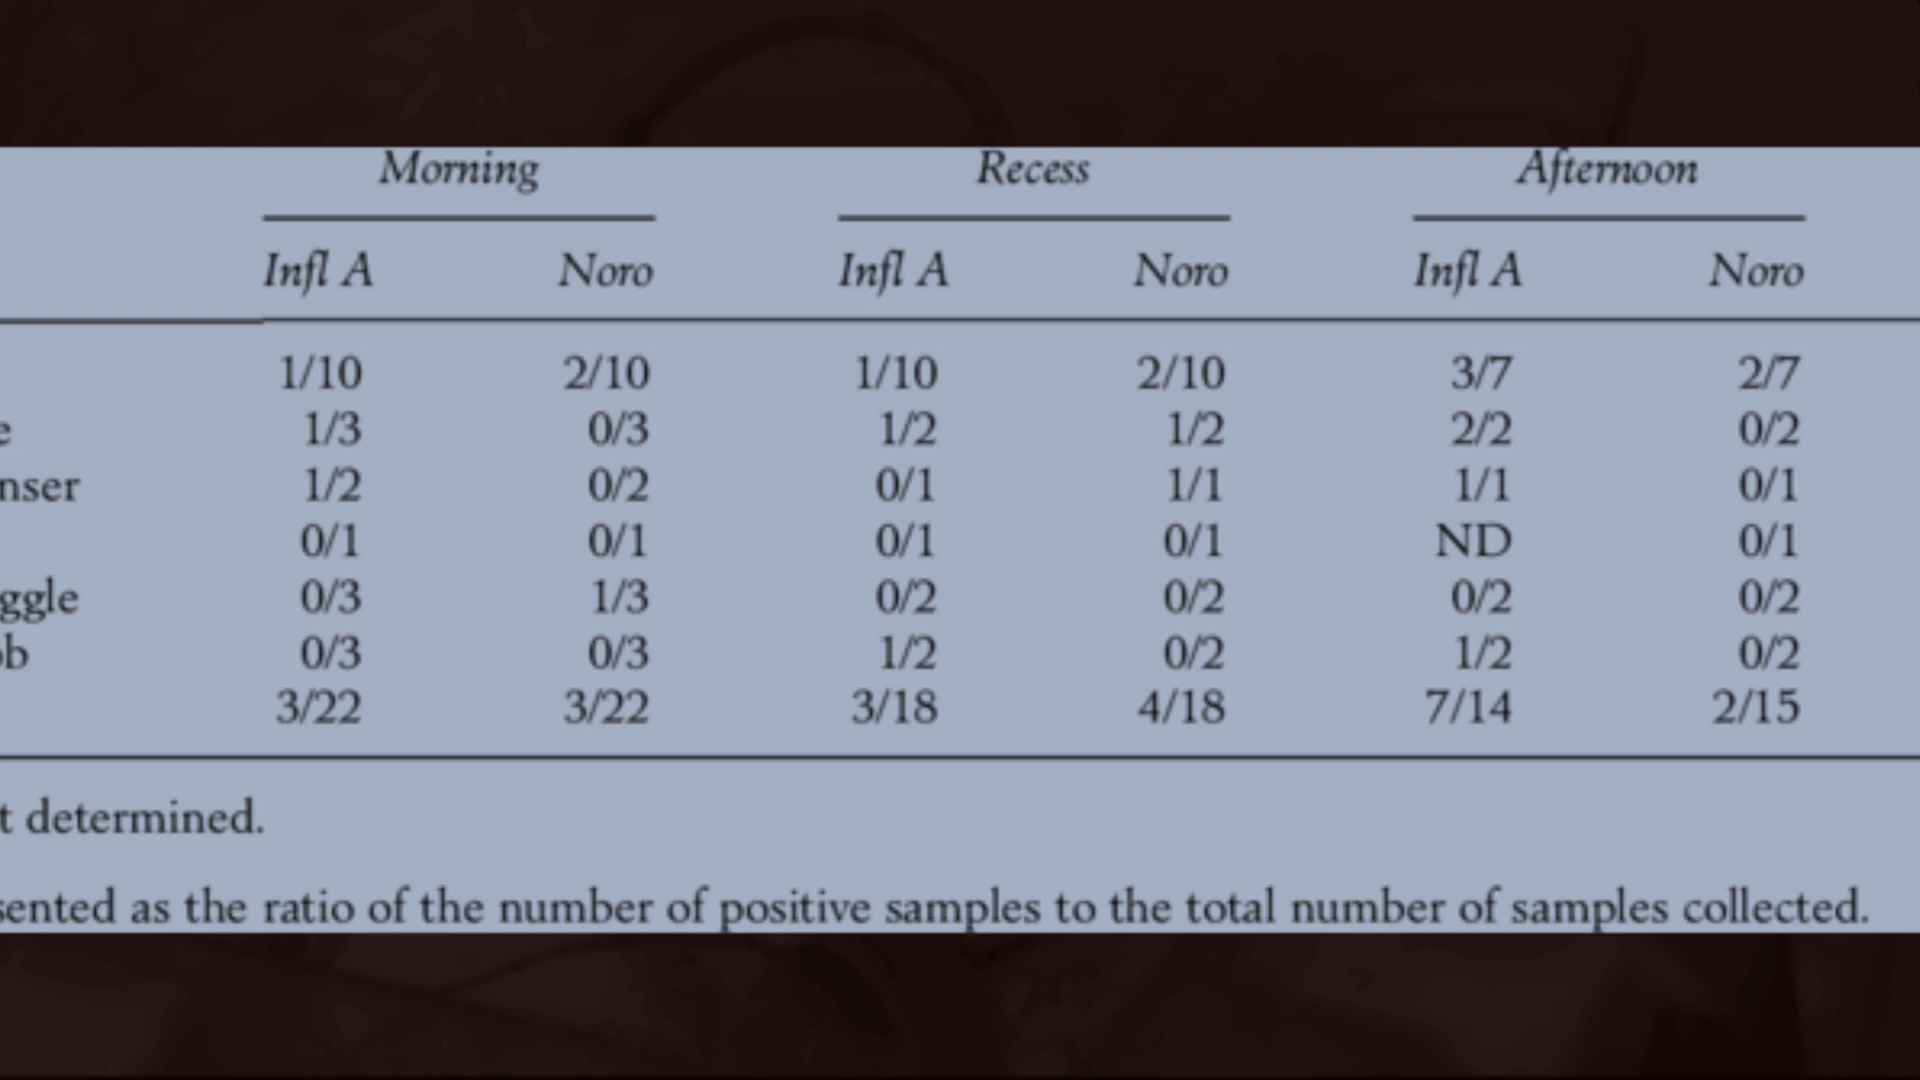 Morning Recess Afternoon
Infl A Noro Infl A Noro Infl A Noro
1/10 2/10 1/10 2/10 3/7 2/7
e 1/3 0/3 1/2 1/2 2/2 0/2
nser 1/2 0/2 0/1 1/1 1/1 0/1
0/1 0/1 0/1 0/1 ND 0/1
ggle 0/3 1/3 0/2 0/2 0/2 0/2
ob 0/3 0/3 1/2 0/2 1/2 0/2
3/22 3/22 3/18 4/18 7/14 2/15
t determined.
sented as the ratio of the number of positive samples to the total number of samples collected.